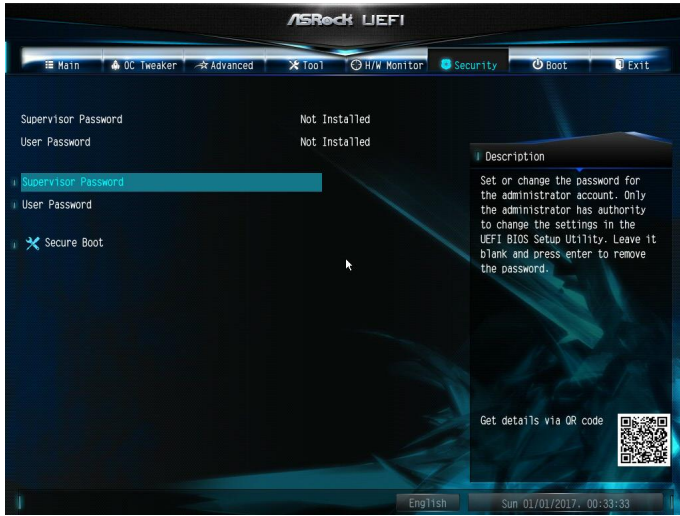 ASRock UEFI
Main
OC Tweaker
Advanced
Tool
H/W Monitor
Security
Boot
Exit
Supervisor Password Not Installed
User Password Not Installed
Supervisor Password
User Password
Secure Boot
Description
Set or change the password for
the administrator account. Only
the administrator has authority
to change the settings in the
UEFI BIOS Setup Utility. Leave it
blank and press enter to remove
the password.
Get details via QR code
English
Sun 01/01/2017. 00:33:33